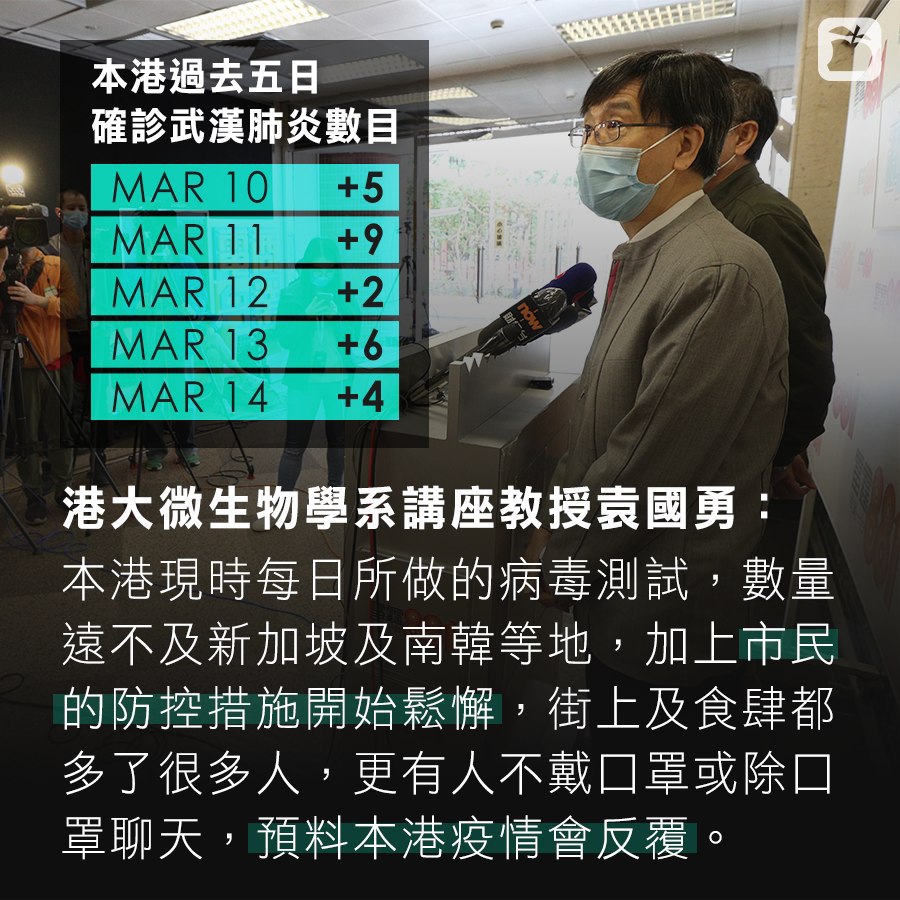 本港過去五日
確診武漢肺炎數目
MAR 10 +5
MAR 11 +9
MAR 12 +2
MAR 13 +6
MAR 14 +4
now
港大微生物學系講座教授袁國勇：
本港現時每日所做的病毒測試，數量
遠不及新加坡及南韓等地，加上市民
的防控措施開始鬆懈，街上及食肆都
多了很多人，更有人不戴口罩或除口
罩聊天，預料本港疫情會反覆。